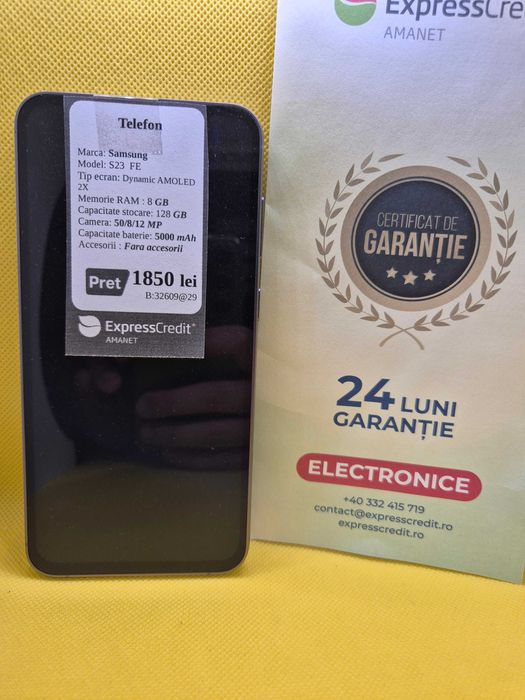 Telefon
Marca: Samsung
Model: S23 FE
Tip ecran: Dynamic AMOLED
2X
Memorie RAM : 8 GB
Capacitate stocare: 128 GB
Camera: 50/8/12 MP
Capacitate baterie: 5000 mAh
Accesorii : Fara accesorii
Pret 1850 lei
B:32609@29
ExpressCredit®
AMANET
ExpressCre
AMANET
CERTIFICAT DE
GARANȚIE
24 LUNI
GARANȚIE
ELECTRONICE
+40 332 415 719
contact@expresscredit.ro
expresscredit.ro